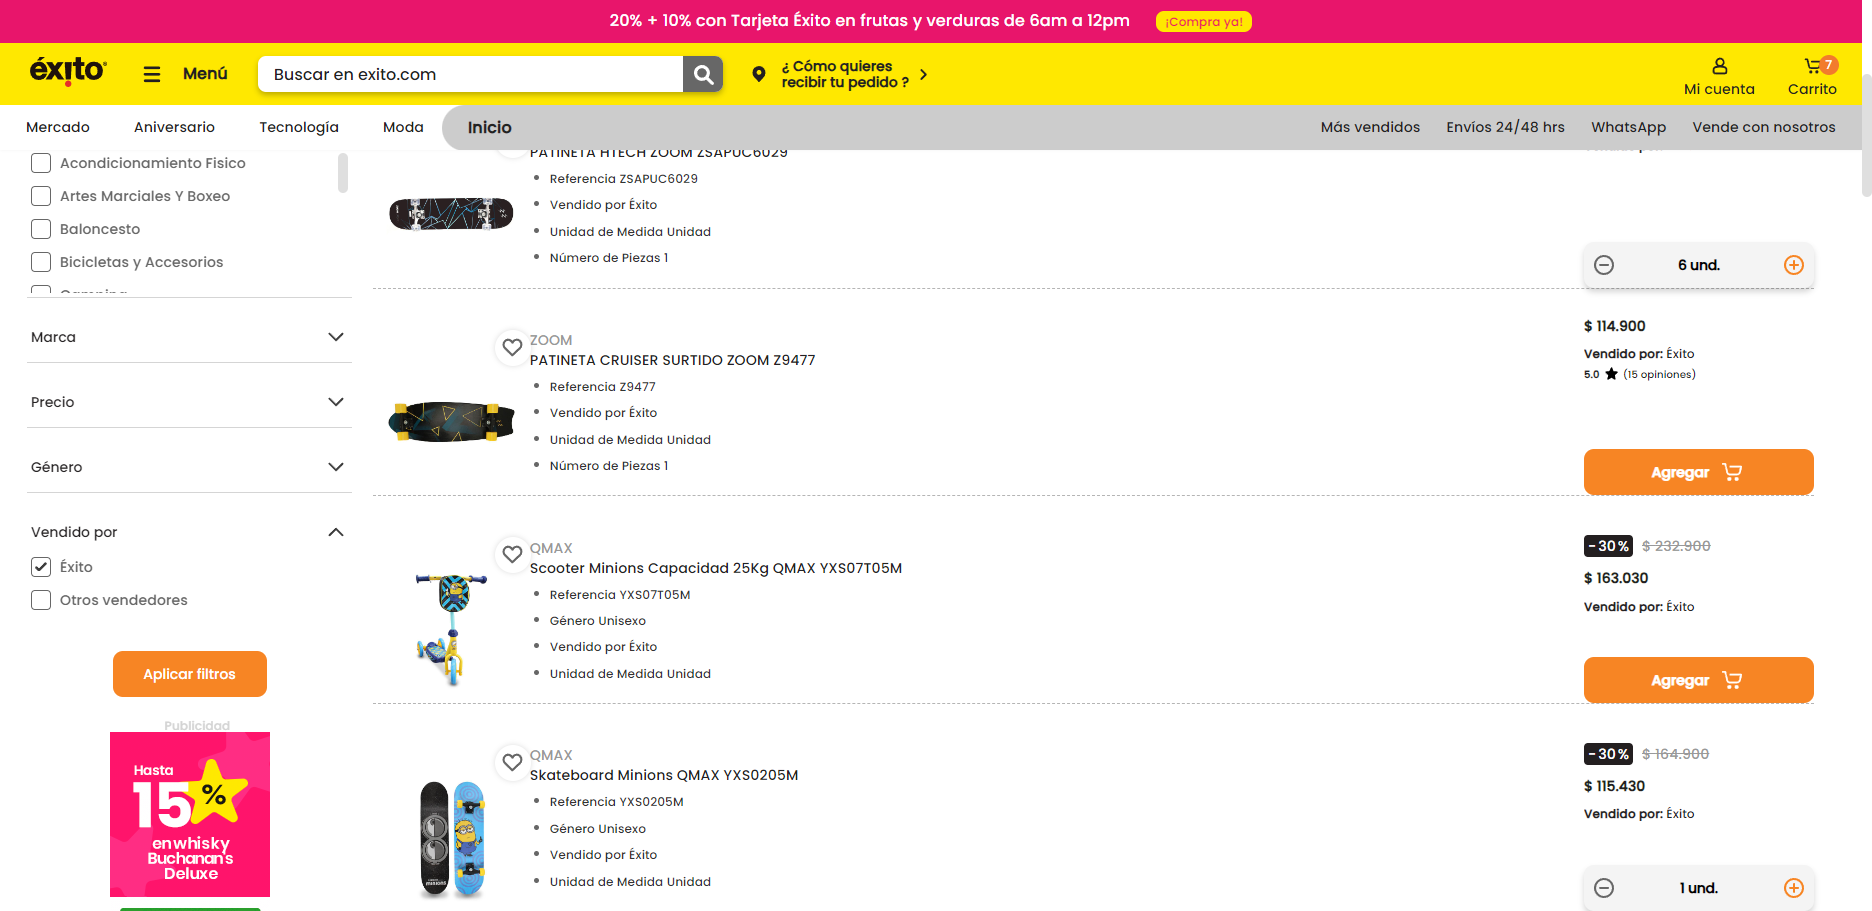 20% + 10% con Tarjeta Éxito en frutas y verduras de 6am a 12pm
¡Compra ya!
éxito
Menú
Buscar en exito.com
¿ Cómo quieres
recibir tu pedido ?
Mi cuenta
7
Carrito
Mercado
Aniversario
Tecnología
Moda
Inicio
Más vendidos
Envíos 24/48 hrs
WhatsApp
Vende con nosotros
Acondicionamiento Fisico
Artes Marciales Y Boxeo
Baloncesto
Bicicletas y Accesorios
Camping
Marca
Precio
Género
Vendido por
Éxito
Otros vendedores
Aplicar filtros
Publicidad
Hasta
15%
en whisky
Buchanan's
Deluxe
PATINETA HTECH ZOOM ZSAPUC6029
Referencia ZSAPUC6029
Vendido por Éxito
Unidad de Medida Unidad
Número de Piezas 1
6 und.
ZOOM
PATINETA CRUISER SURTIDO ZOOM Z9477
Referencia Z9477
Vendido por Éxito
Unidad de Medida Unidad
Número de Piezas 1
$ 114.900
Vendido por: Éxito
5.0 ★ (15 opiniones)
Agregar
QMAX
Scooter Minions Capacidad 25Kg QMAX YXS07T05M
Referencia YXS07T05M
Género Unisexo
Vendido por Éxito
Unidad de Medida Unidad
-30% $ 232.900
$ 163.030
Vendido por: Éxito
Agregar
QMAX
Skateboard Minions QMAX YXS0205M
Referencia YXS0205M
Género Unisexo
Vendido por Éxito
Unidad de Medida Unidad
-30% $ 164.900
$ 115.430
Vendido por: Éxito
1 und.